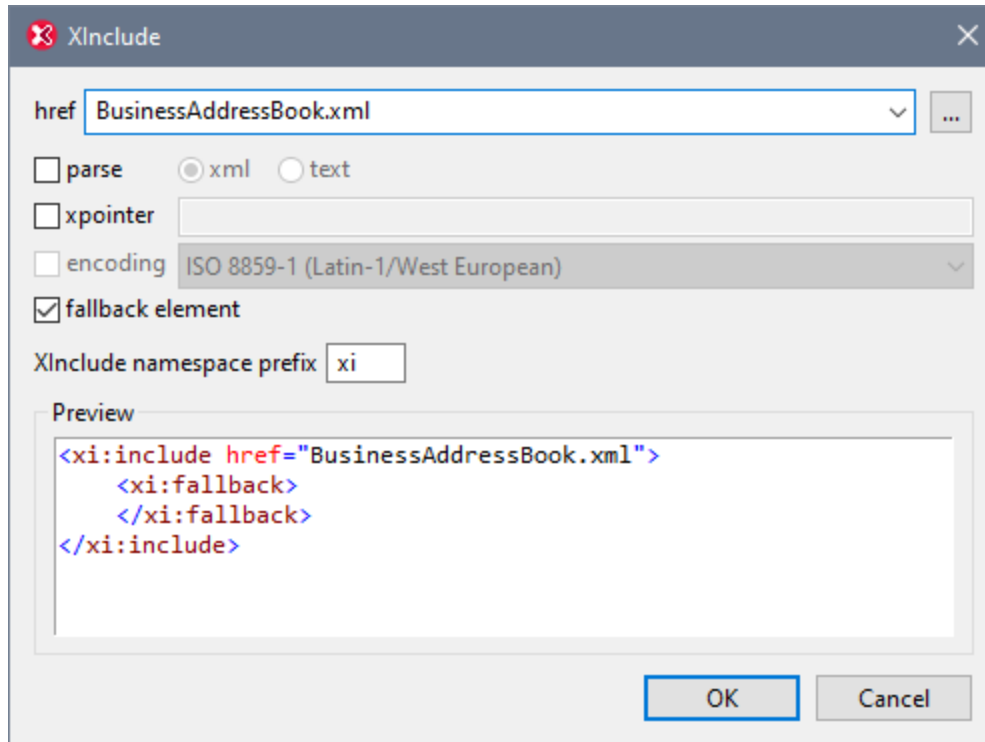 XInclude
href BusinessAddressBook.xml ...
parse xml text
xpointer
encoding ISO 8859-1 (Latin-1/West European)
fallback element
XInclude namespace prefix xi
Preview
<xi:include href="BusinessAddressBook.xml">
<xi:fallback>
</xi:fallback>
</xi:include>
OK Cancel